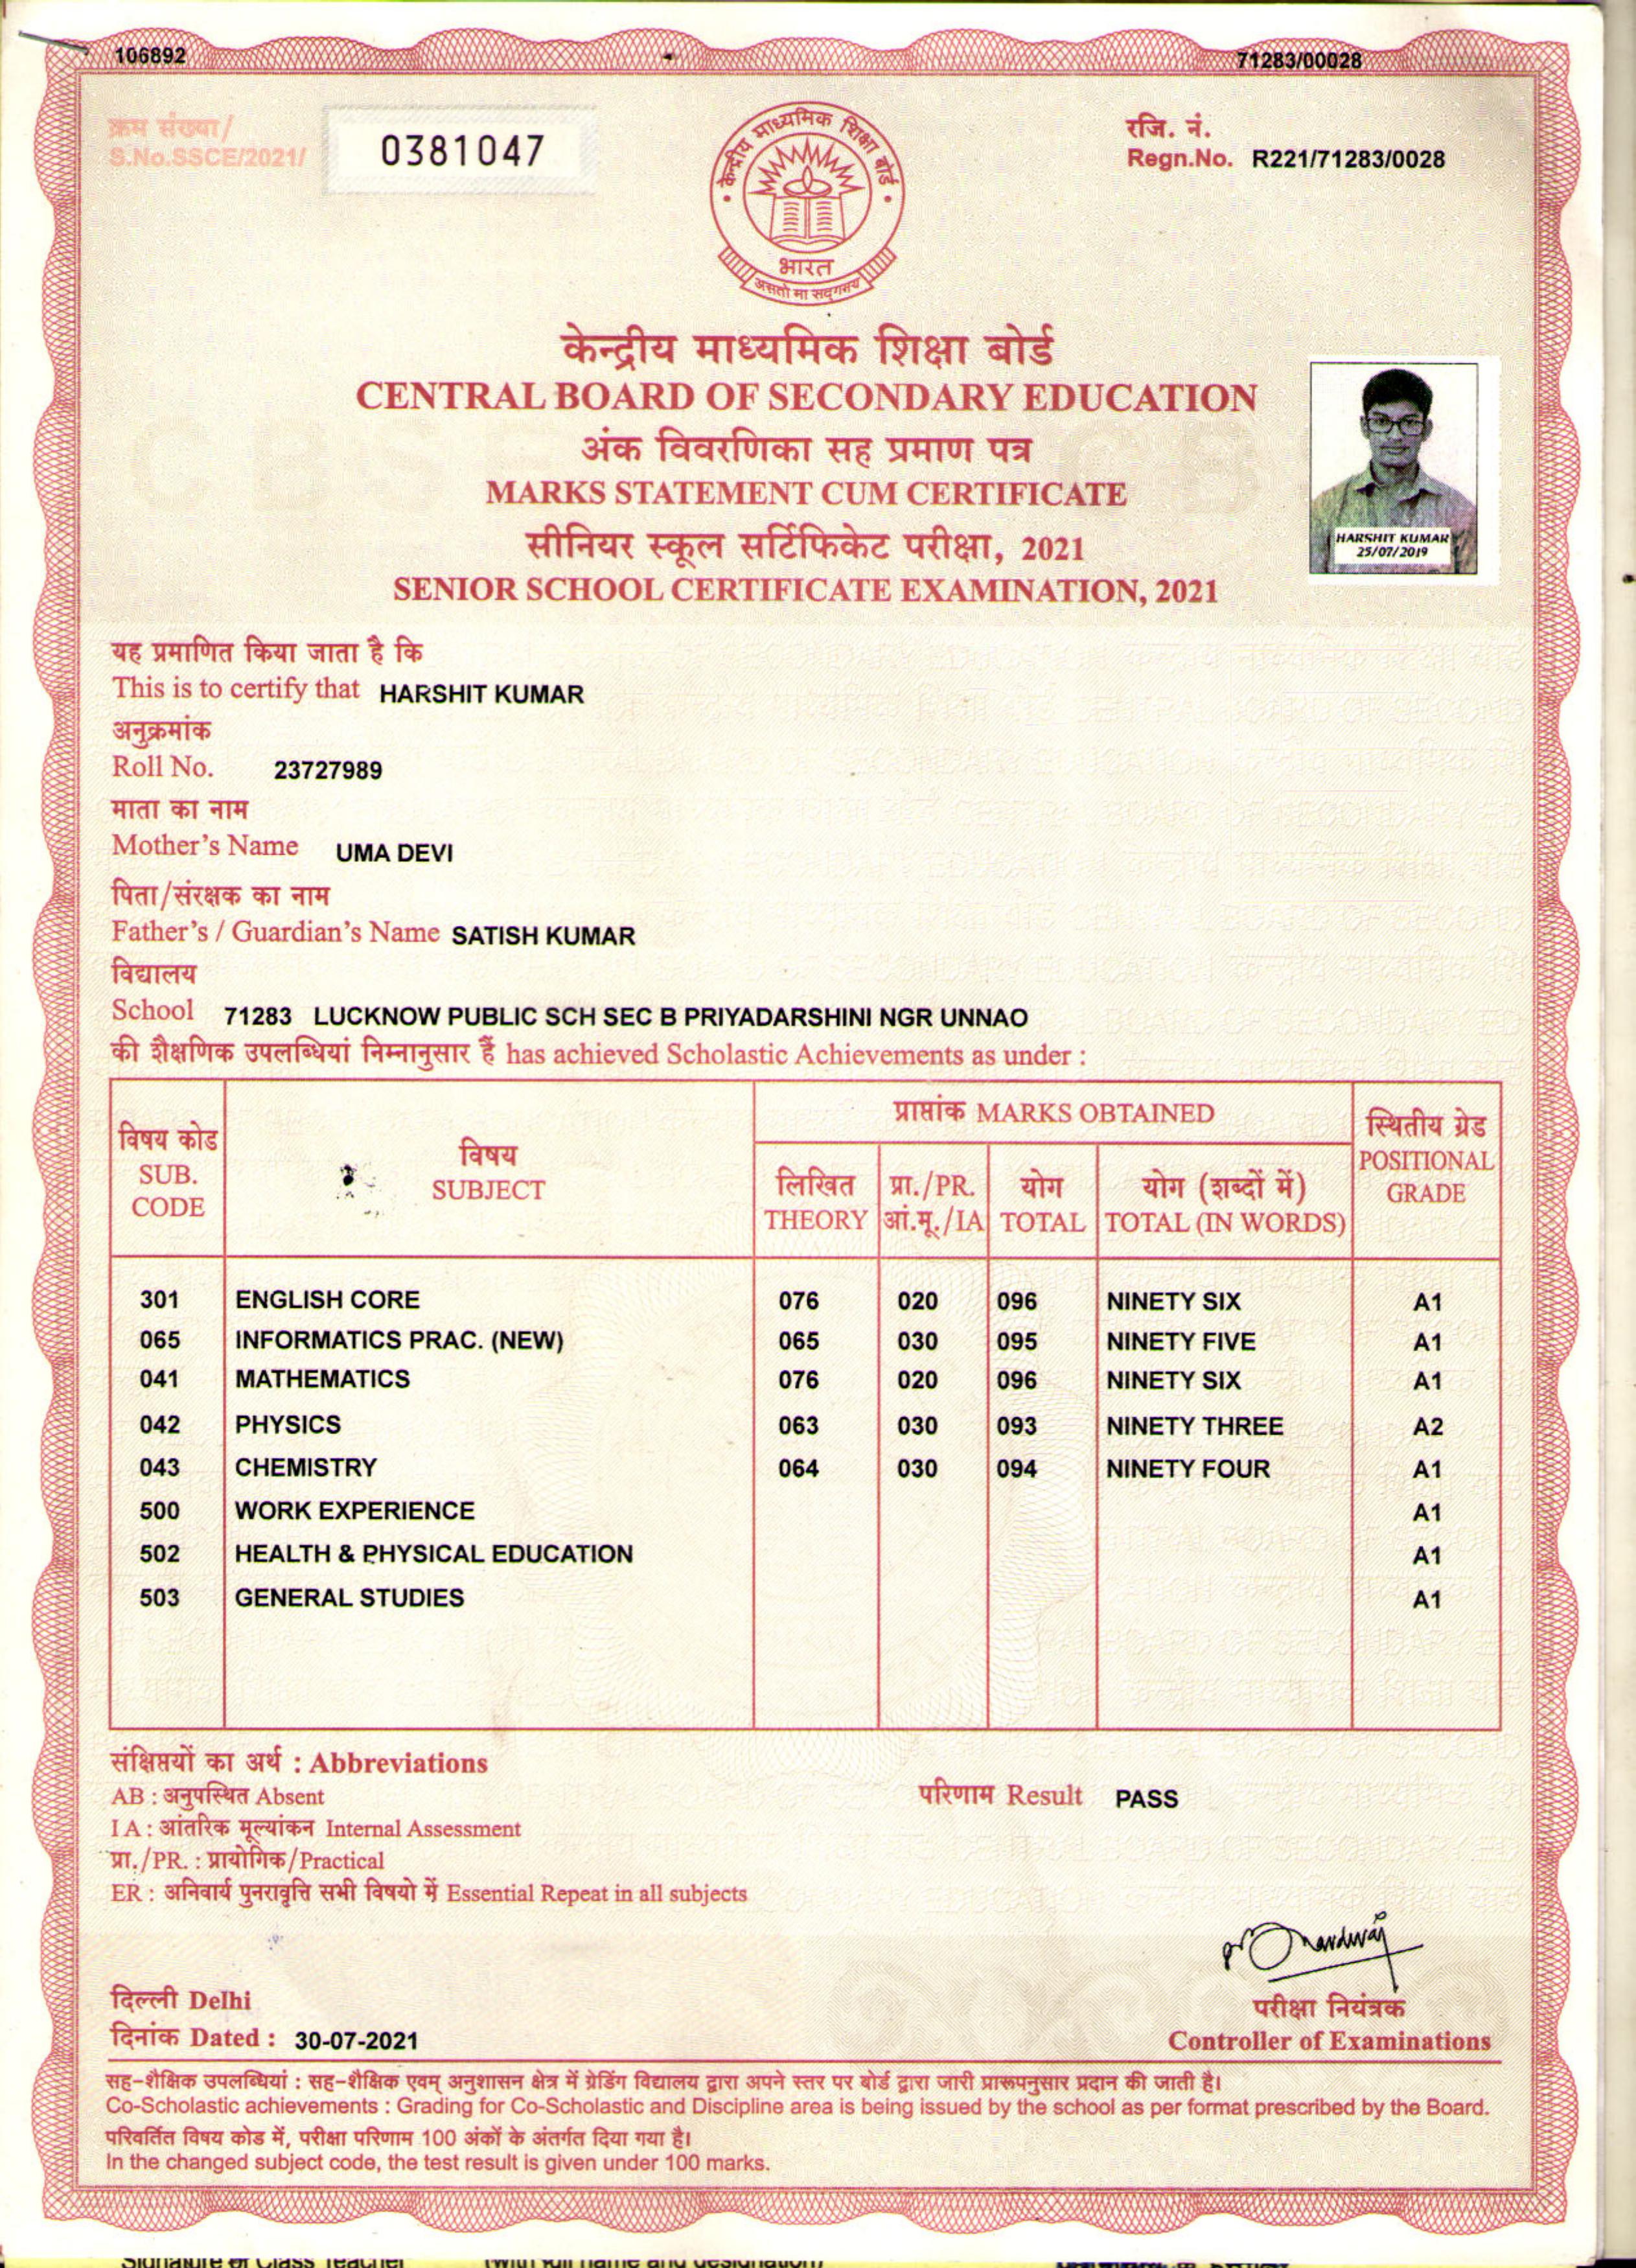 106892
71283/00028
क्रम संख्या/
S.No.SSCE/2021/ 0381047
रजि. नं.
Regn.No. R221/71283/0028
केन्द्रीय माध्यमिक शिक्षा बोर्ड
भारत
असतो मा सद्गमय
केन्द्रीय माध्यमिक शिक्षा बोर्ड
CENTRAL BOARD OF SECONDARY EDUCATION
अंक विवरणिका सह प्रमाण पत्र
MARKS STATEMENT CUM CERTIFICATE
सीनियर स्कूल सर्टिफिकेट परीक्षा, 2021
SENIOR SCHOOL CERTIFICATE EXAMINATION, 2021
HARSHIT KUMAR
25/07/2019
यह प्रमाणित किया जाता है कि
This is to certify that HARSHIT KUMAR
अनुक्रमांक
Roll No. 23727989
माता का नाम
Mother's Name UMA DEVI
पिता/संरक्षक का नाम
Father's / Guardian's Name SATISH KUMAR
विद्यालय
School 71283 LUCKNOW PUBLIC SCH SEC B PRIYADARSHINI NGR UNNAO
की शैक्षणिक उपलब्धियां निम्नानुसार हैं has achieved Scholastic Achievements as under :
विषय कोड
SUB.
CODE
विषय
SUBJECT
प्राप्तांक MARKS OBTAINED
लिखित
THEORY
प्रा./PR.
आं.मू./IA
योग
TOTAL
योग (शब्दों में)
TOTAL (IN WORDS)
स्थितीय ग्रेड
POSITIONAL
GRADE
301 ENGLISH CORE 076 020 096 NINETY SIX A1
065 INFORMATICS PRAC. (NEW) 065 030 095 NINETY FIVE A1
041 MATHEMATICS 076 020 096 NINETY SIX A1
042 PHYSICS 063 030 093 NINETY THREE A2
043 CHEMISTRY 064 030 094 NINETY FOUR A1
500 WORK EXPERIENCE A1
502 HEALTH & PHYSICAL EDUCATION A1
503 GENERAL STUDIES A1
संक्षिप्तियों का अर्थ : Abbreviations
AB : अनुपस्थित Absent
IA : आंतरिक मूल्यांकन Internal Assessment
प्रा./PR. : प्रायोगिक/Practical
ER : अनिवार्य पुनरावृत्ति सभी विषयो में Essential Repeat in all subjects
परिणाम Result PASS
दिल्ली Delhi
दिनांक Dated : 30-07-2021
परीक्षा नियंत्रक
Controller of Examinations
सह-शैक्षिक उपलब्धियां : सह-शैक्षिक एवम् अनुशासन क्षेत्र में ग्रेडिंग विद्यालय द्वारा अपने स्तर पर बोर्ड द्वारा जारी प्रारूपनुसार प्रदान की जाती है।
Co-Scholastic achievements : Grading for Co-Scholastic and Discipline area is being issued by the school as per format prescribed by the Board.
परिवर्तित विषय कोड में, परीक्षा परिणाम 100 अंकों के अंतर्गत दिया गया है।
In the changed subject code, the test result is given under 100 marks.
Signature of Class Teacher (With full name and designation)